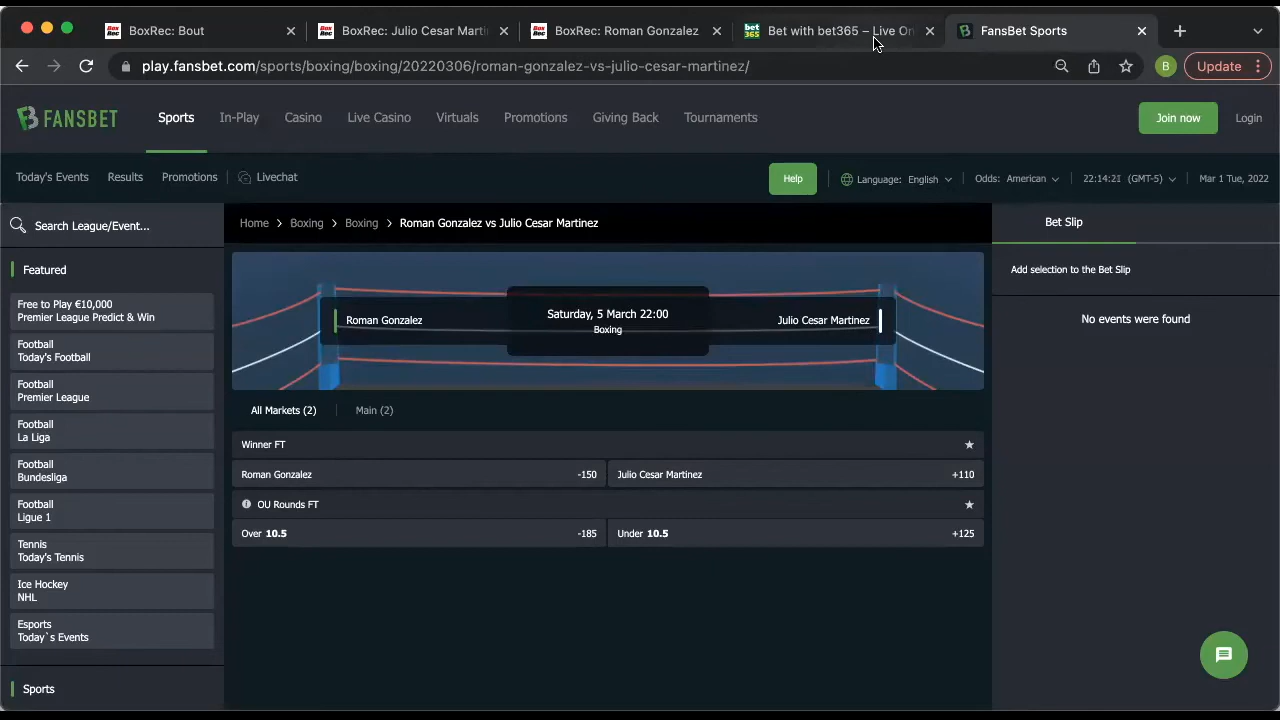 BoxRec: Bout
BoxRec: Julio Cesar Marti
BoxRec: Roman Gonzalez
Bet with bet365 – Live On
FansBet Sports
play.fansbet.com/sports/boxing/boxing/20220306/roman-gonzalez-vs-julio-cesar-martinez/
B
Update
FANSBET
Sports
In-Play
Casino
Live Casino
Virtuals
Promotions
Giving Back
Tournaments
Join now
Login
Today's Events
Results
Promotions
Livechat
Help
Language: English
Odds: American
(GMT-5)
Mar 1 Tue, 2022
Search League/Event...
Home > Boxing > Boxing > Roman Gonzalez vs Julio Cesar Martinez
Bet Slip
Add selection to the Bet Slip
No events were found
Featured
Free to Play €10,000
Premier League Predict & Win
Football
Today's Football
Football
Premier League
Football
La Liga
Football
Bundesliga
Football
Ligue 1
Tennis
Today's Tennis
Ice Hockey
NHL
Esports
Today`s Events
Sports
Roman Gonzalez
Saturday, 5 March 22:00
Boxing
Julio Cesar Martinez
All Markets (2)
Main (2)
Winner FT
Roman Gonzalez -150
Julio Cesar Martinez +110
OU Rounds FT
Over 10.5 -185
Under 10.5 +125